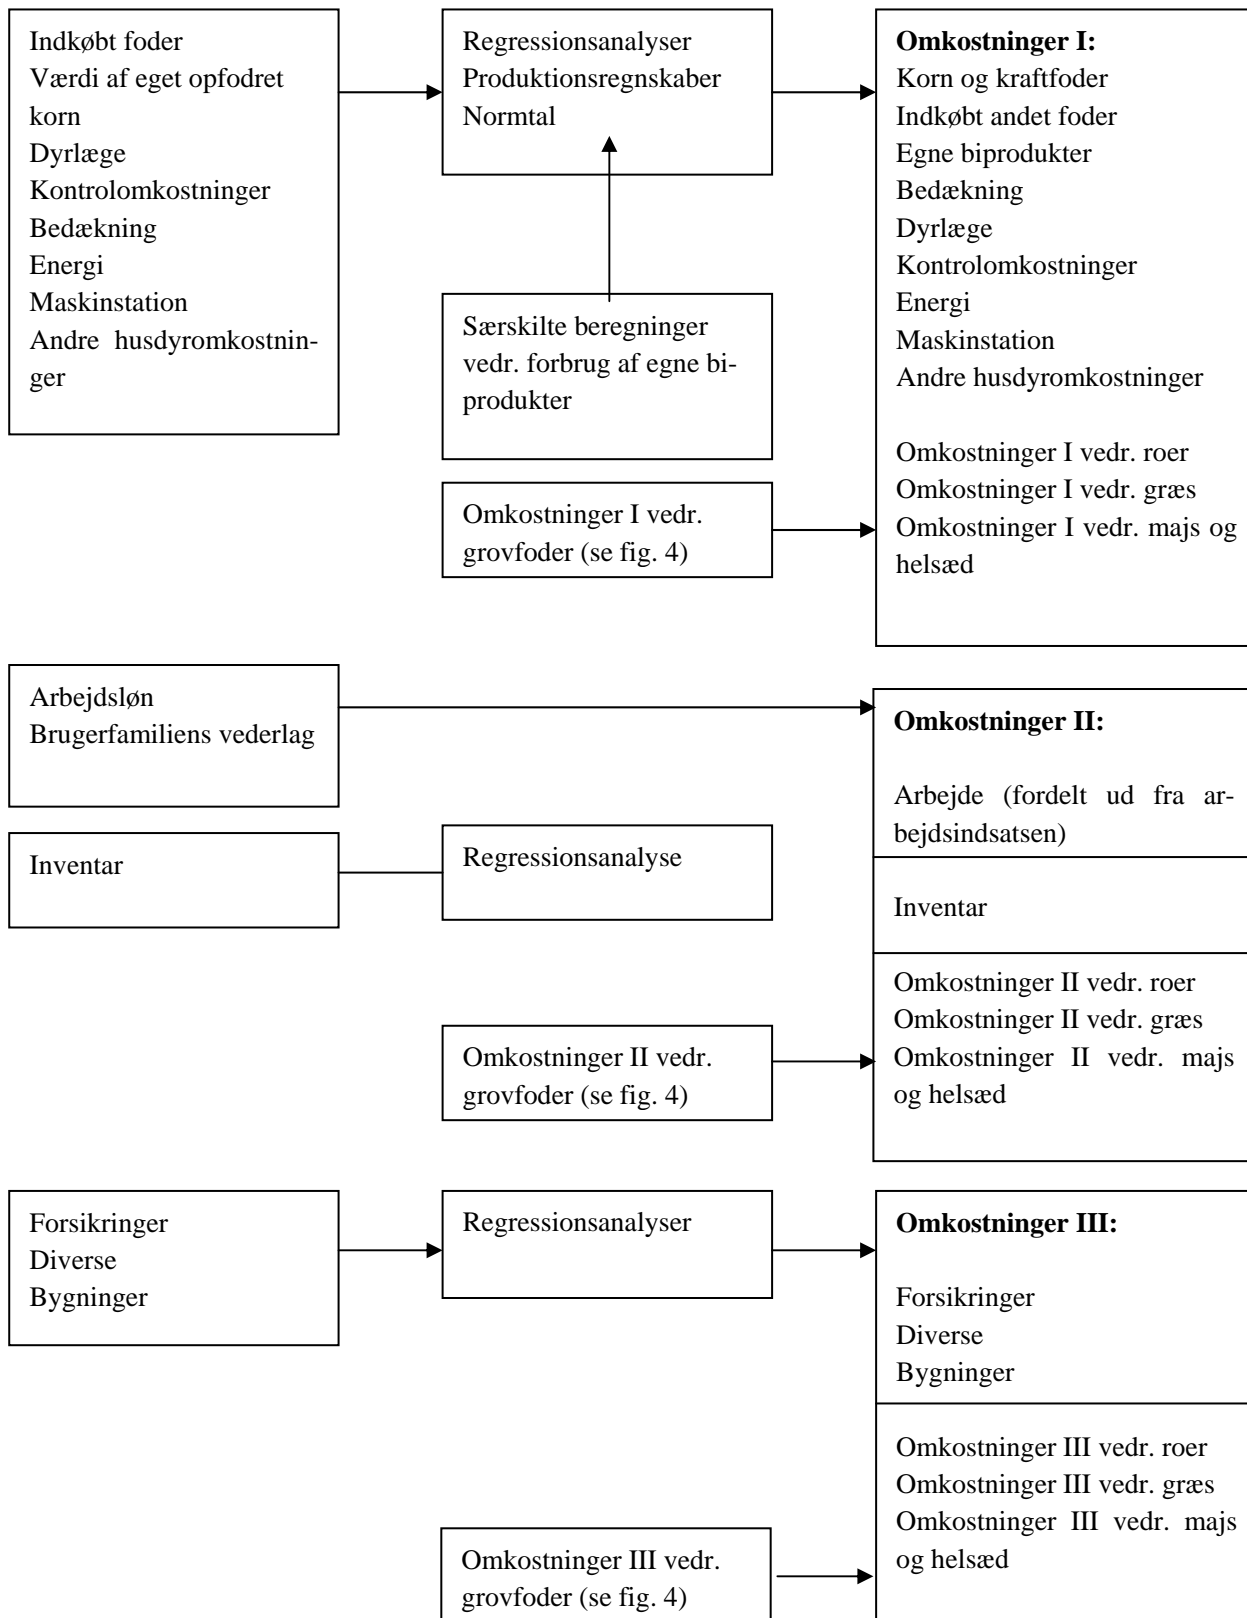 Indkøbt foder
Værdi af eget opfodret
korn
Dyrlæge
Kontrolomkostninger
Bedækning
Energi
Maskinstation
Andre husdyromkostnin-
ger
Regressionsanalyser
Produktionsregnskaber
Normtal
Særskilte beregninger
vedr. forbrug af egne bi-
produkter
Omkostninger I vedr.
grovfoder (se fig. 4)
Omkostninger I:
Korn og kraftfoder
Indkøbt andet foder
Egne biprodukter
Bedækning
Dyrlæge
Kontrolomkostninger
Energi
Maskinstation
Andre husdyromkostninger
Omkostninger I vedr. roer
Omkostninger I vedr. græs
Omkostninger I vedr. majs og
helsæd
Arbejdsløn
Brugerfamiliens vederlag
Inventar
Regressionsanalyse
Omkostninger II vedr.
grovfoder (se fig. 4)
Omkostninger II:
Arbejde (fordelt ud fra ar-
bejdsindsatsen)
Inventar
Omkostninger II vedr. roer
Omkostninger II vedr. græs
Omkostninger II vedr. majs
og helsæd
Forsikringer
Diverse
Bygninger
Regressionsanalyser
Omkostninger III vedr.
grovfoder (se fig. 4)
Omkostninger III:
Forsikringer
Diverse
Bygninger
Omkostninger III vedr. roer
Omkostninger III vedr. græs
Omkostninger III vedr. majs
og helsæd